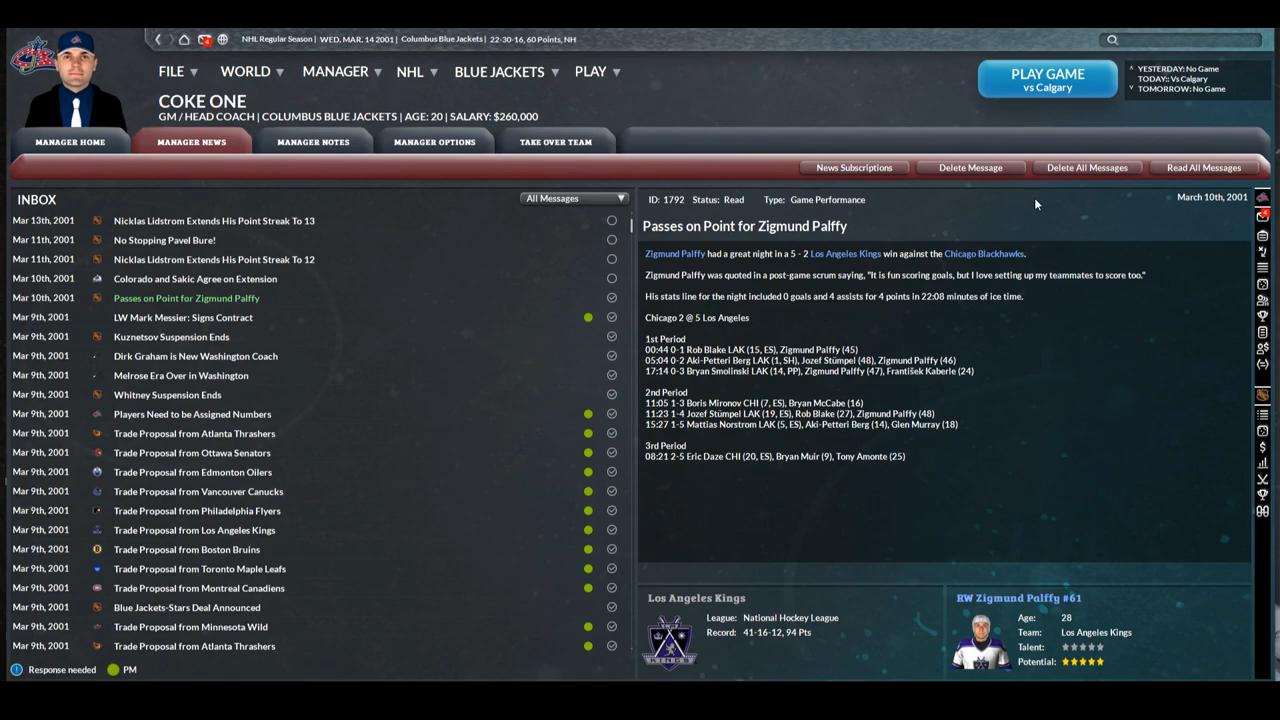 NHL Regular Season | WED. MAR. 14 2001 | Columbus Blue Jackets | 22-30-16, 60 Points, NH
FILE WORLD MANAGER NHL BLUE JACKETS PLAY
PLAY GAME
vs Calgary
YESTERDAY: No Game
TODAY:: Vs Calgary
TOMORROW: No Game
COKE ONE
GM / HEAD COACH | COLUMBUS BLUE JACKETS | AGE: 20 | SALARY: $260,000
MANAGER HOME MANAGER NEWS MANAGER NOTES MANAGER OPTIONS TAKE OVER TEAM
News Subscriptions Delete Message Delete All Messages Read All Messages
INBOX All Messages
Mar 13th, 2001 Nicklas Lidstrom Extends His Point Streak To 13
Mar 11th, 2001 No Stopping Pavel Bure!
Mar 11th, 2001 Nicklas Lidstrom Extends His Point Streak To 12
Mar 10th, 2001 Colorado and Sakic Agree on Extension
Mar 10th, 2001 Passes on Point for Zigmund Palffy
Mar 9th, 2001 LW Mark Messier: Signs Contract
Mar 9th, 2001 Kuznetsov Suspension Ends
Mar 9th, 2001 Dirk Graham is New Washington Coach
Mar 9th, 2001 Melrose Era Over in Washington
Mar 9th, 2001 Whitney Suspension Ends
Mar 9th, 2001 Players Need to be Assigned Numbers
Mar 9th, 2001 Trade Proposal from Atlanta Thrashers
Mar 9th, 2001 Trade Proposal from Ottawa Senators
Mar 9th, 2001 Trade Proposal from Edmonton Oilers
Mar 9th, 2001 Trade Proposal from Vancouver Canucks
Mar 9th, 2001 Trade Proposal from Philadelphia Flyers
Mar 9th, 2001 Trade Proposal from Los Angeles Kings
Mar 9th, 2001 Trade Proposal from Boston Bruins
Mar 9th, 2001 Trade Proposal from Toronto Maple Leafs
Mar 9th, 2001 Trade Proposal from Montreal Canadiens
Mar 9th, 2001 Blue Jackets-Stars Deal Announced
Mar 9th, 2001 Trade Proposal from Minnesota Wild
Mar 9th, 2001 Trade Proposal from Atlanta Thrashers
Response needed PM
ID: 1792 Status: Read Type: Game Performance March 10th, 2001
Passes on Point for Zigmund Palffy
Zigmund Palffy had a great night in a 5 - 2 Los Angeles Kings win against the Chicago Blackhawks.
Zigmund Palffy was quoted in a post-game scrum saying, "It is fun scoring goals, but I love setting up my teammates to score too."
His stats line for the night included 0 goals and 4 assists for 4 points in 22:08 minutes of ice time.
Chicago 2 @ 5 Los Angeles
1st Period
00:44 0-1 Rob Blake LAK (15, ES), Zigmund Palffy (45)
05:04 0-2 Aki-Petteri Berg LAK (1, SH), Jozef Stümpel (48), Zigmund Palffy (46)
17:14 0-3 Bryan Smolinski LAK (14, PP), Zigmund Palffy (47), František Kaberle (24)
2nd Period
11:05 1-3 Boris Mironov CHI (7, ES), Bryan McCabe (16)
11:23 1-4 Jozef Stümpel LAK (19, ES), Rob Blake (27), Zigmund Palffy (48)
15:27 1-5 Mattias Norstrom LAK (5, ES), Aki-Petteri Berg (14), Glen Murray (18)
3rd Period
08:21 2-5 Eric Daze CHI (20, ES), Bryan Muir (9), Tony Amonte (25)
Los Angeles Kings
League: National Hockey League
Record: 41-16-12, 94 Pts
KINGS
RW Zigmund Palffy #61
Age: 28
Team: Los Angeles Kings
Talent:
Potential: